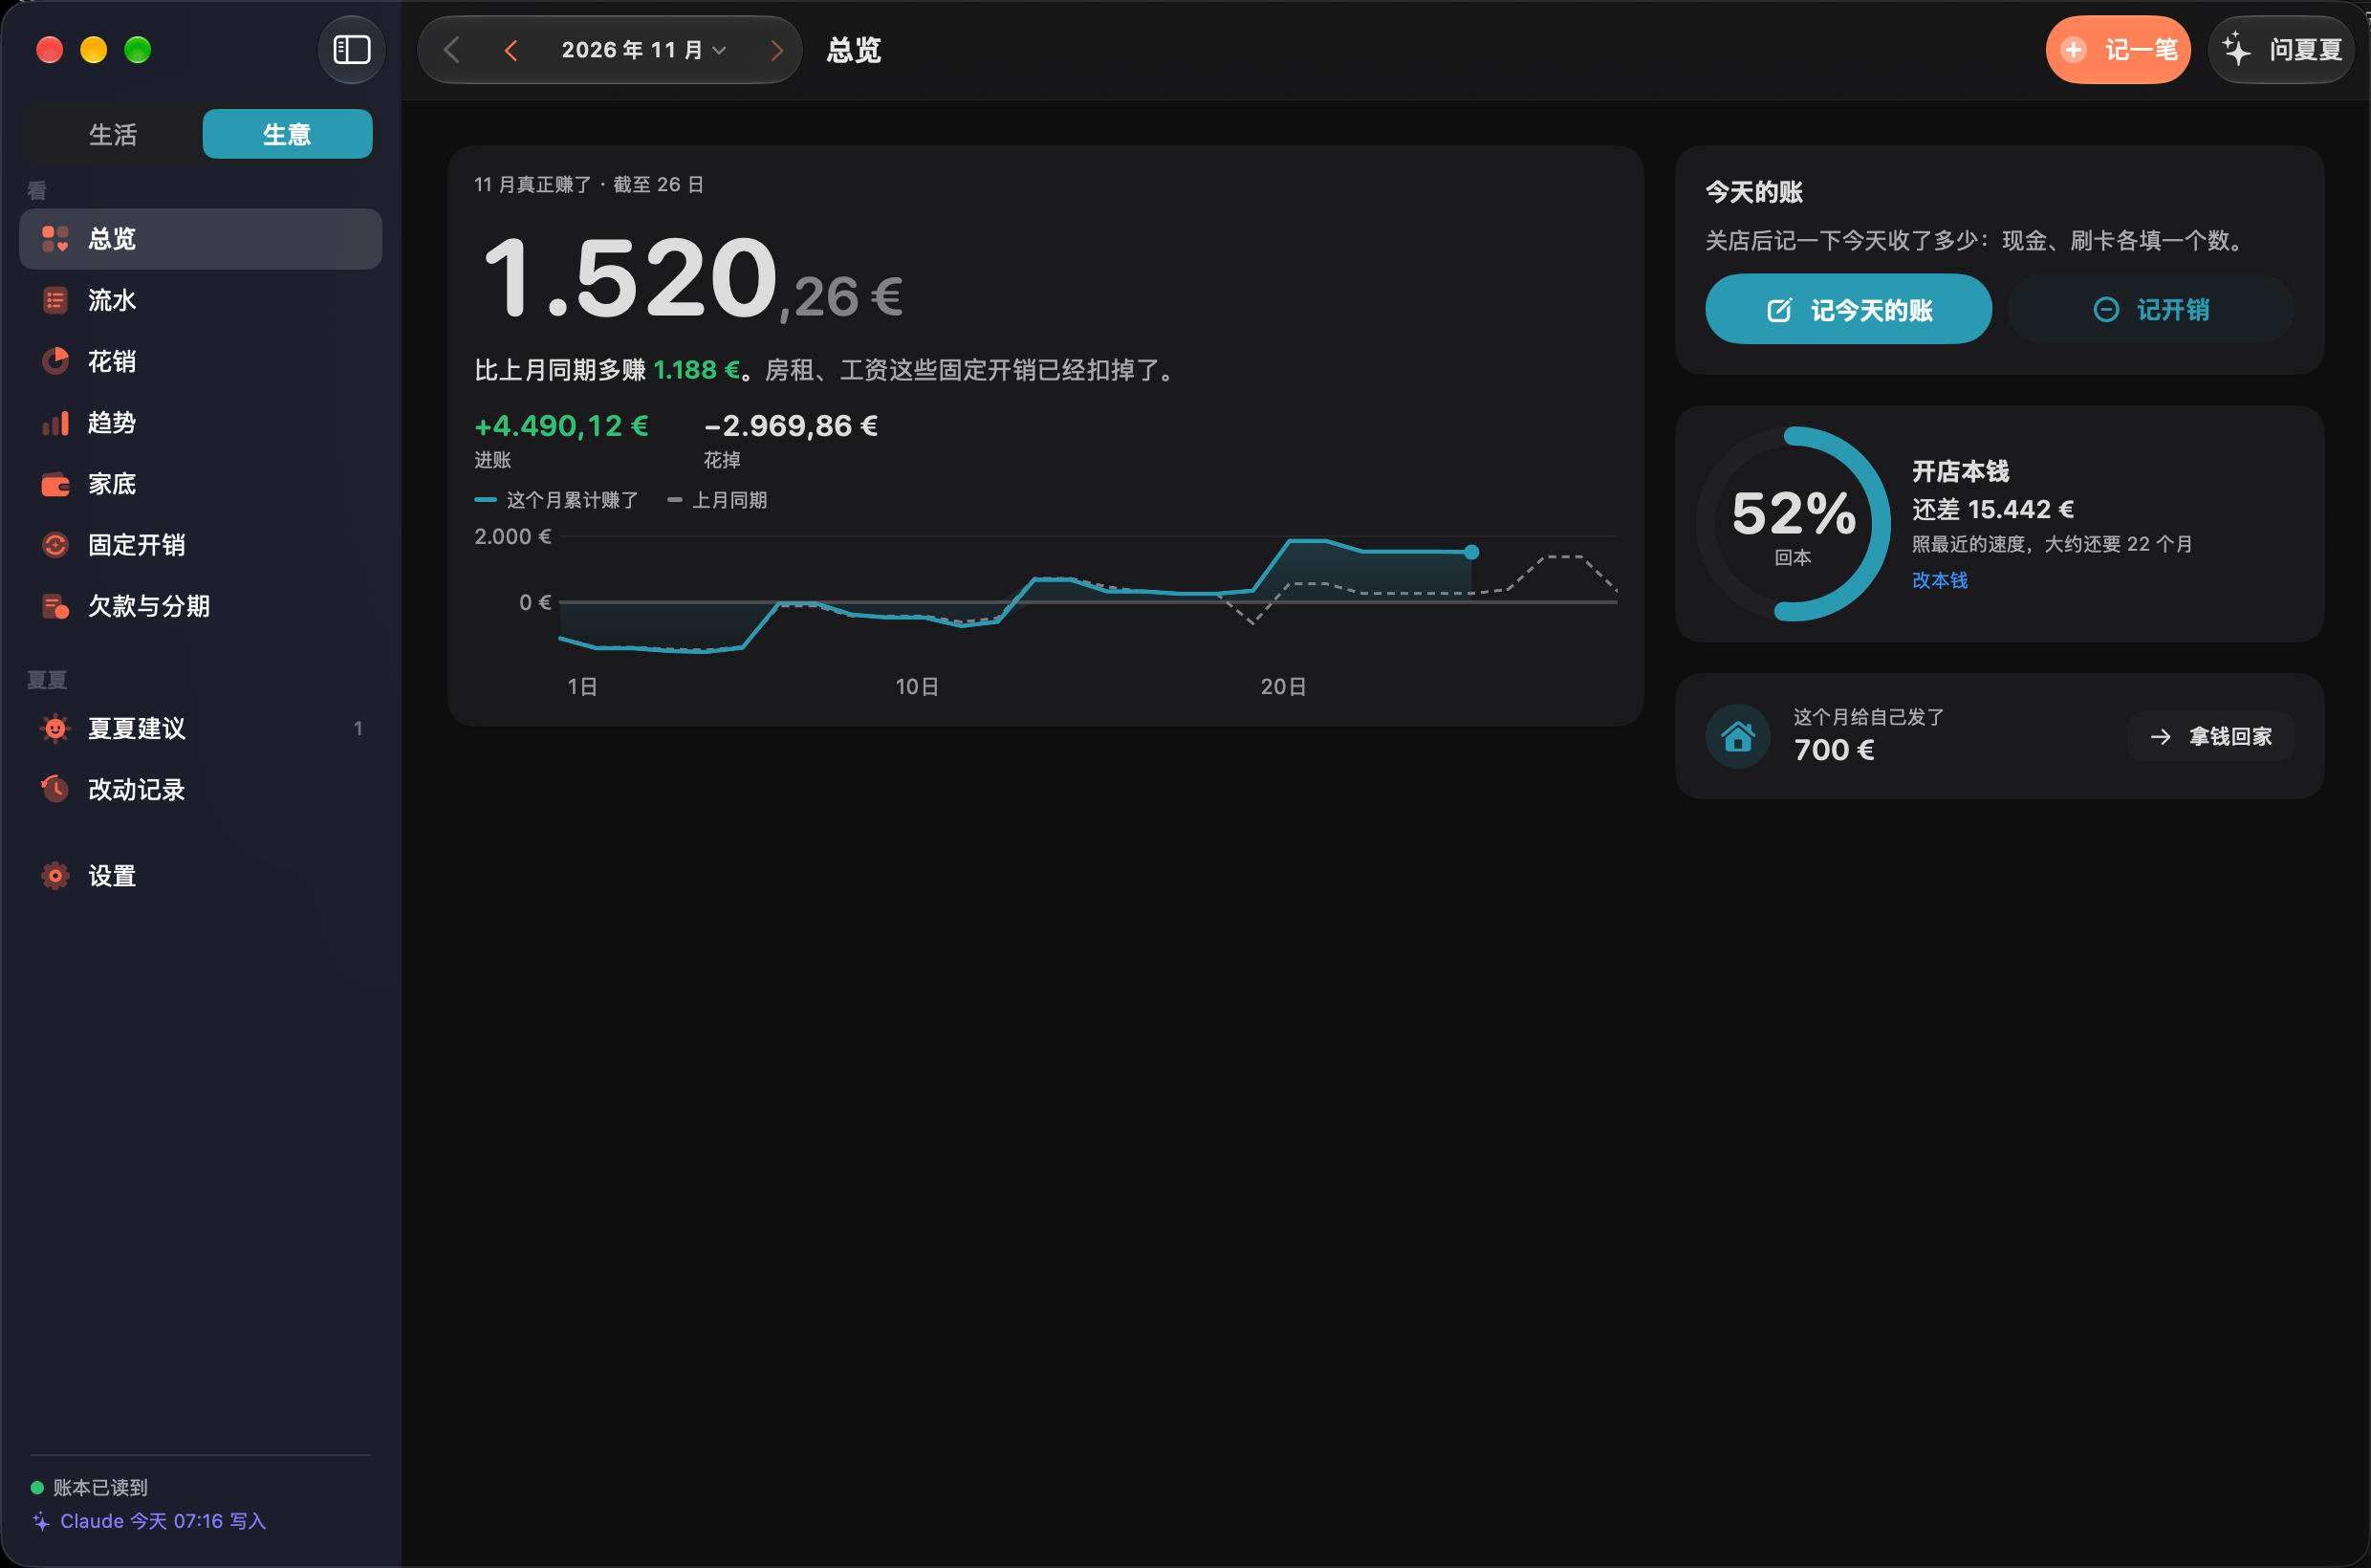 2026 年 11 月
总览
记一笔
问夏夏
生活
生意
看
总览
流水
花销
趋势
家底
固定开销
欠款与分期
夏夏
夏夏建议
1
改动记录
设置
账本已读到
Claude 今天 07:16 写入
11 月真正赚了 · 截至 26 日
1.520,26 €
比上月同期多赚 1.188 €。房租、工资这些固定开销已经扣掉了。
+4.490,12 €
进账
−2.969,86 €
花掉
这个月累计赚了
上月同期
2.000 €
0 €
1日
10日
20日
今天的账
关店后记一下今天收了多少：现金、刷卡各填一个数。
记今天的账
记开销
52%
回本
开店本钱
还差 15.442 €
照最近的速度，大约还要 22 个月
改本钱
这个月给自己发了
700 €
拿钱回家